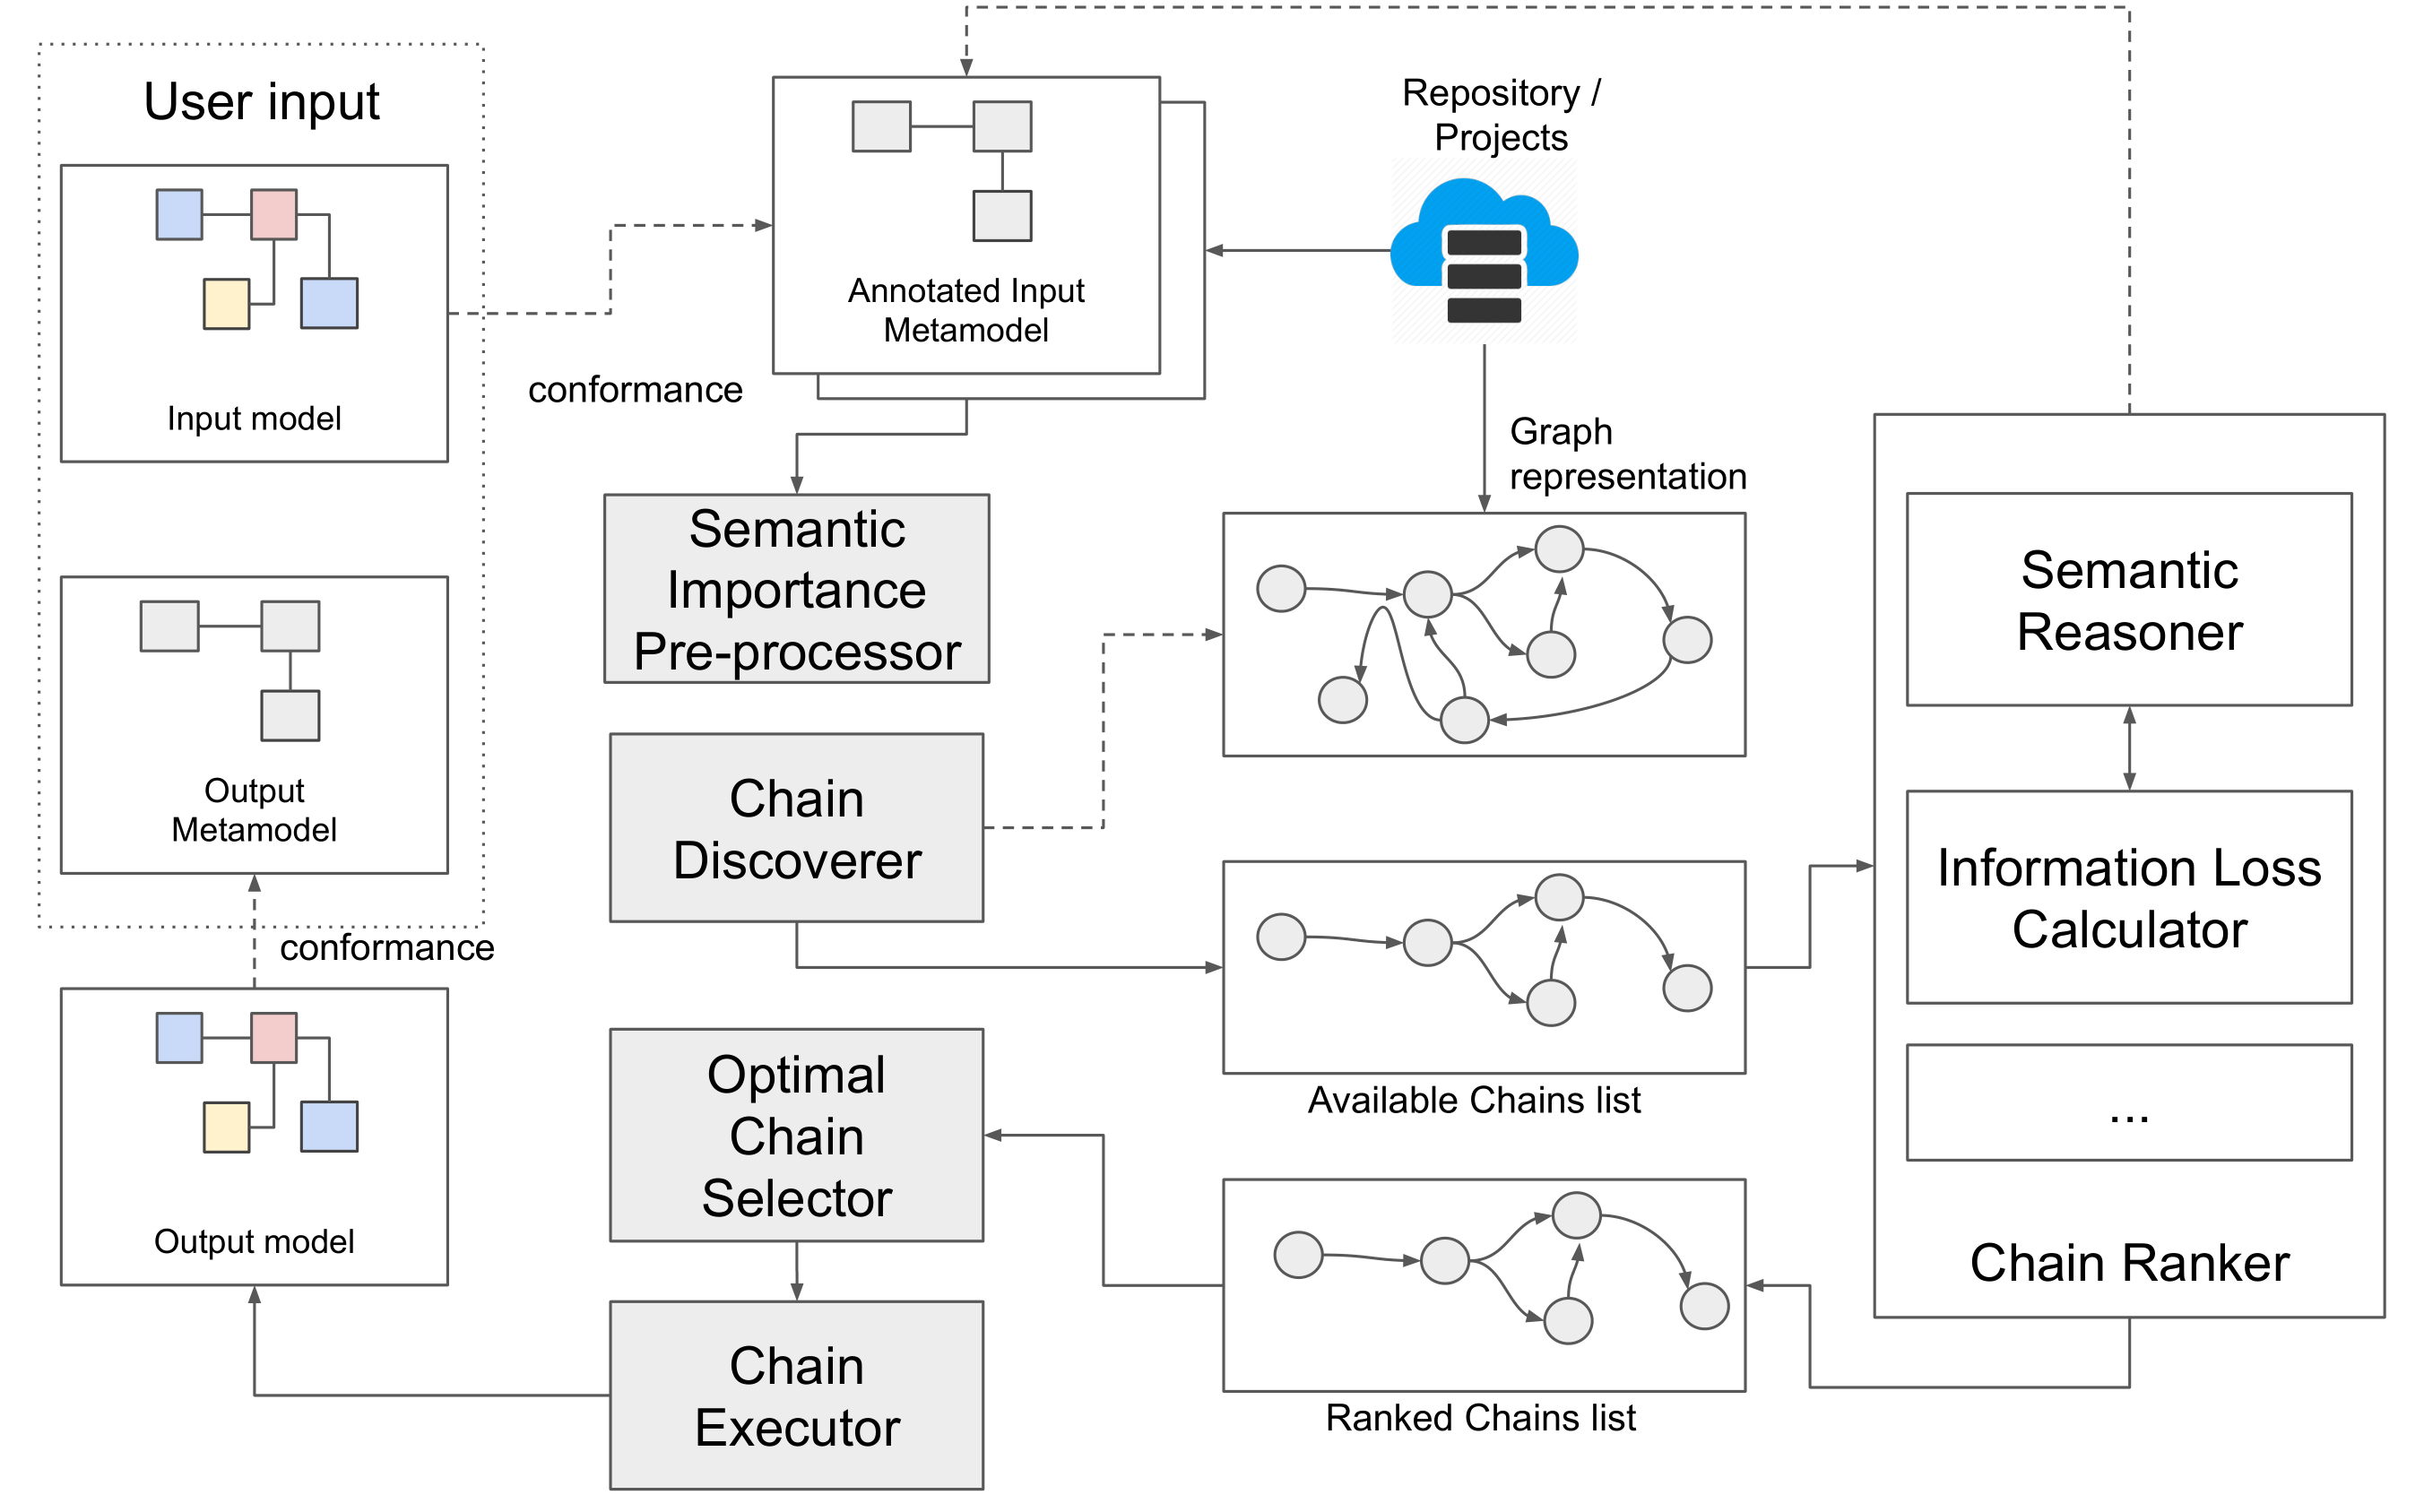 User input
Input model
Output
Metamodel
conformance
Output model
conformance
Annotated Input
Metamodel
Repository /
Projects
Graph
representation
Semantic
Importance
Pre-processor
Chain
Discoverer
Optimal
Chain
Selector
Chain
Executor
Available Chains list
Ranked Chains list
Semantic
Reasoner
Information Loss
Calculator
...
Chain Ranker